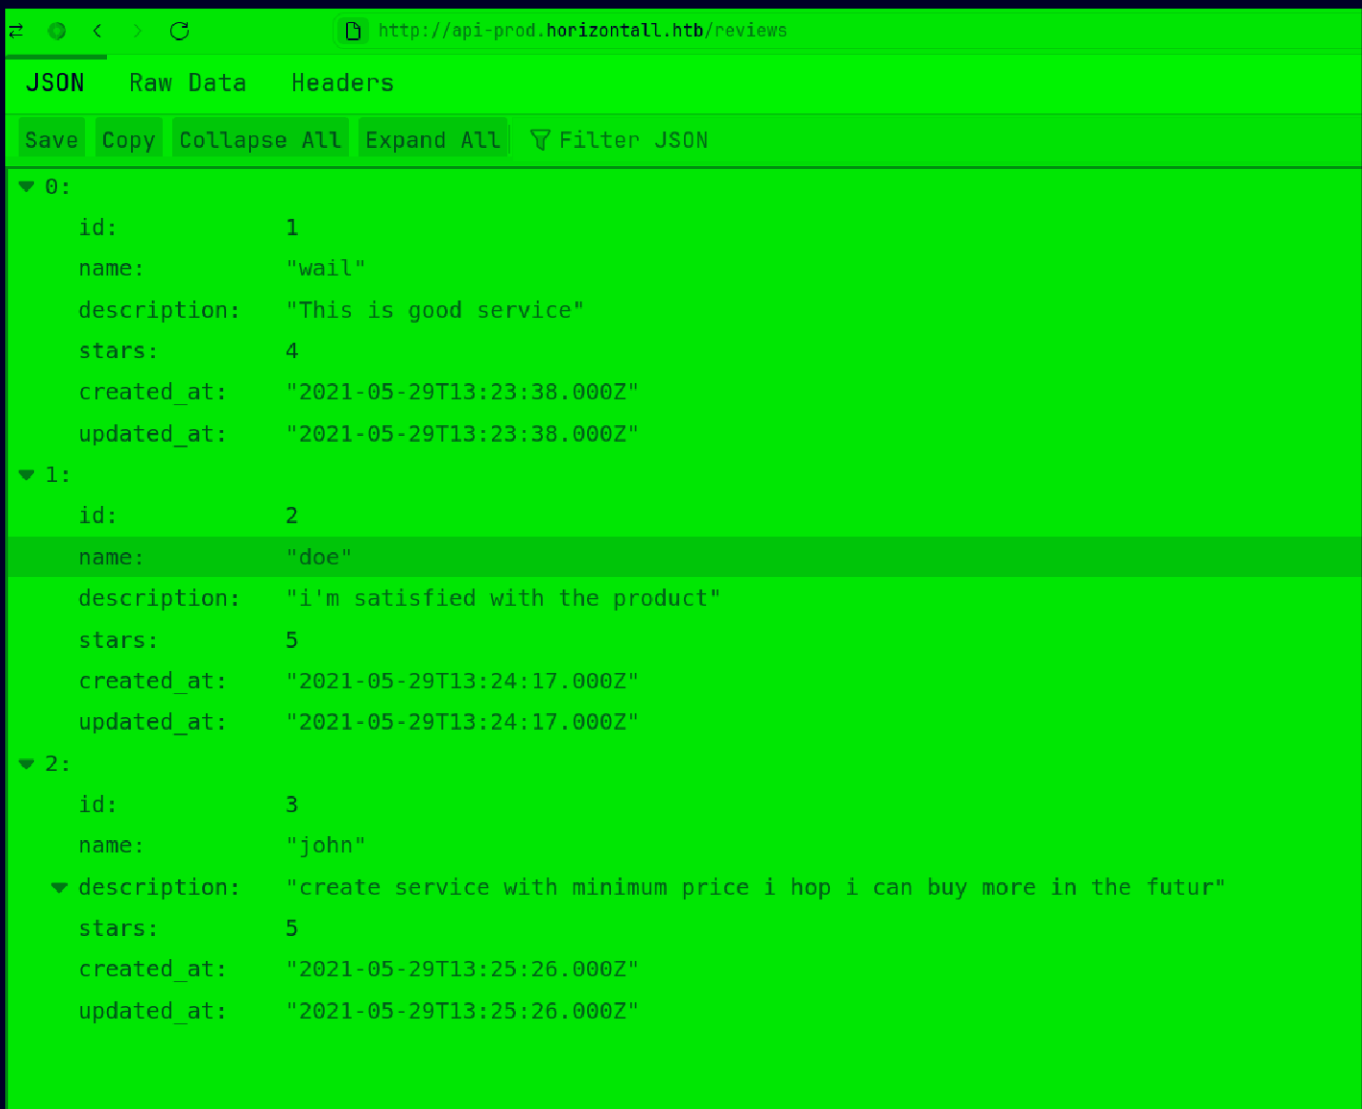 http://api-prod.horizontall.htb/reviews
JSON Raw Data Headers
Save Copy Collapse All Expand All Filter JSON
0:
id: 1
name: "wail"
description: "This is good service"
stars: 4
created_at: "2021-05-29T13:23:38.000Z"
updated_at: "2021-05-29T13:23:38.000Z"
1:
id: 2
name: "doe"
description: "i'm satisfied with the product"
stars: 5
created_at: "2021-05-29T13:24:17.000Z"
updated_at: "2021-05-29T13:24:17.000Z"
2:
id: 3
name: "john"
description: "create service with minimum price i hop i can buy more in the futur"
stars: 5
created_at: "2021-05-29T13:25:26.000Z"
updated_at: "2021-05-29T13:25:26.000Z"